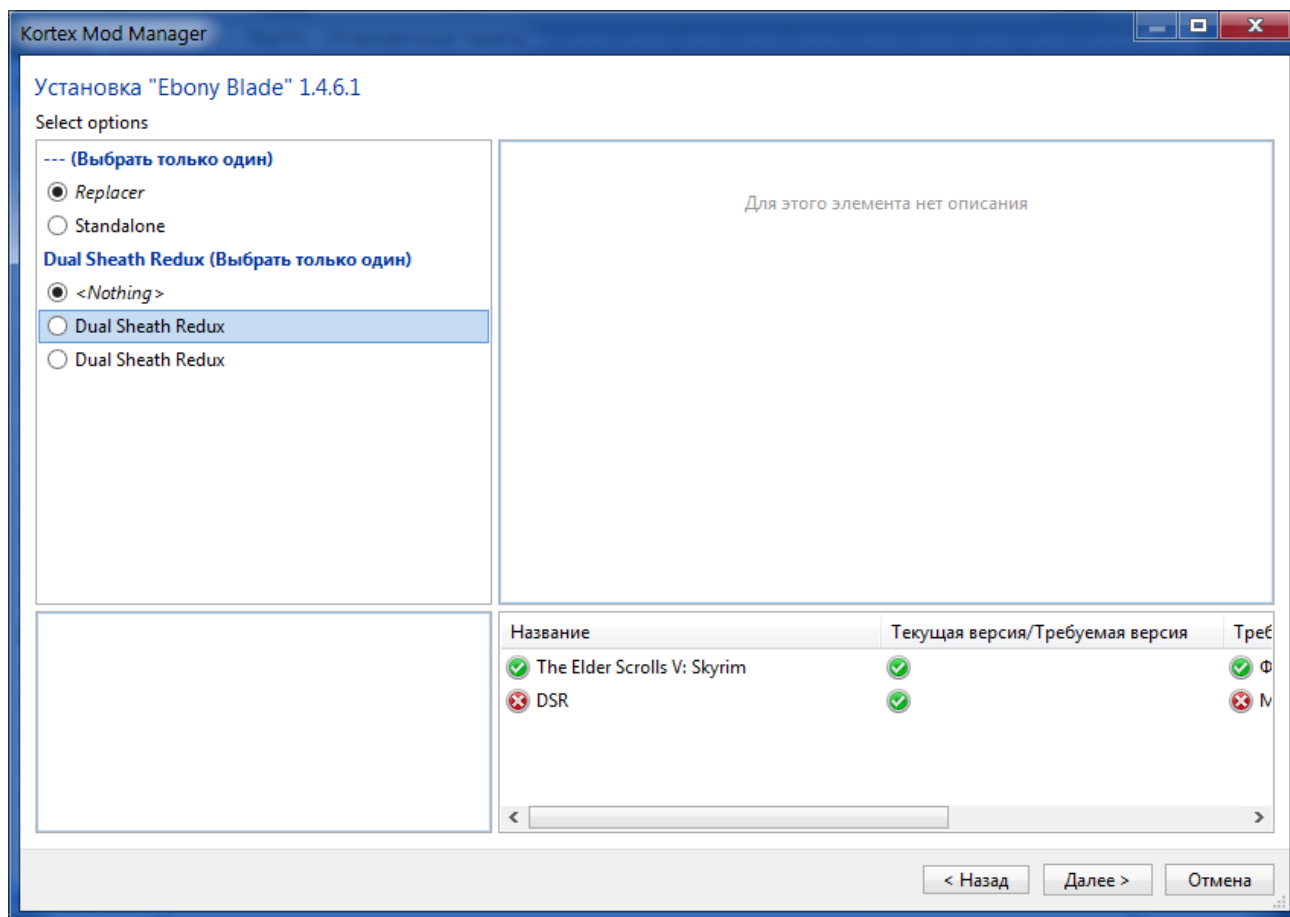 Kortex Mod Manager
Установка "Ebony Blade" 1.4.6.1
Select options
--- (Выбрать только один)
Replacer
Standalone
Dual Sheath Redux (Выбрать только один)
<Nothing>
Dual Sheath Redux
Dual Sheath Redux
Для этого элемента нет описания
Название Текущая версия/Требуемая версия Треб
The Elder Scrolls V: Skyrim Ф
DSR М
< Назад Далее > Отмена